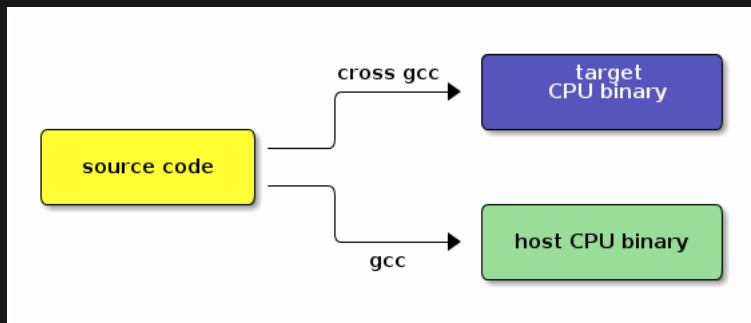 cross gcc
target
CPU binary
source code
host CPU binary
gcc